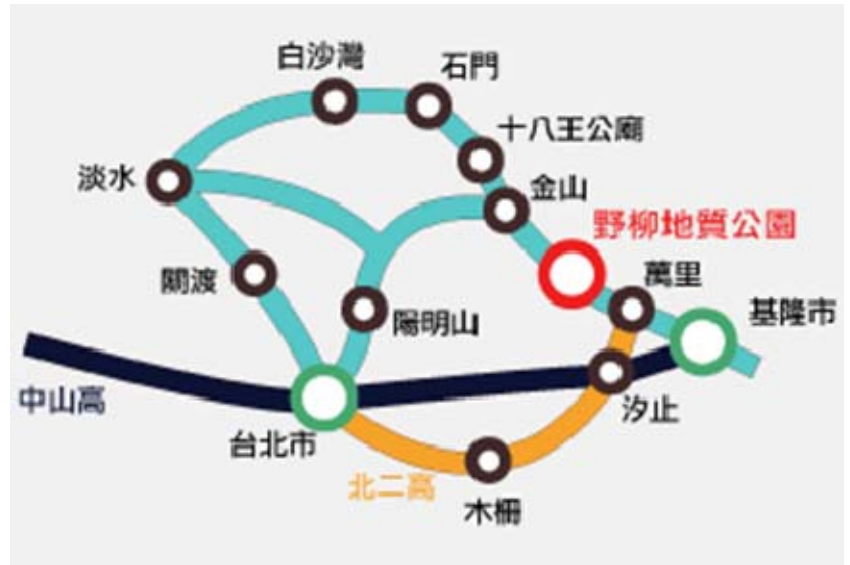 白沙灣
石門
十八王公廟
淡水
金山
野柳地質公園
關渡
萬里
陽明山
基隆市
中山高
汐止
台北市
北二高
木柵